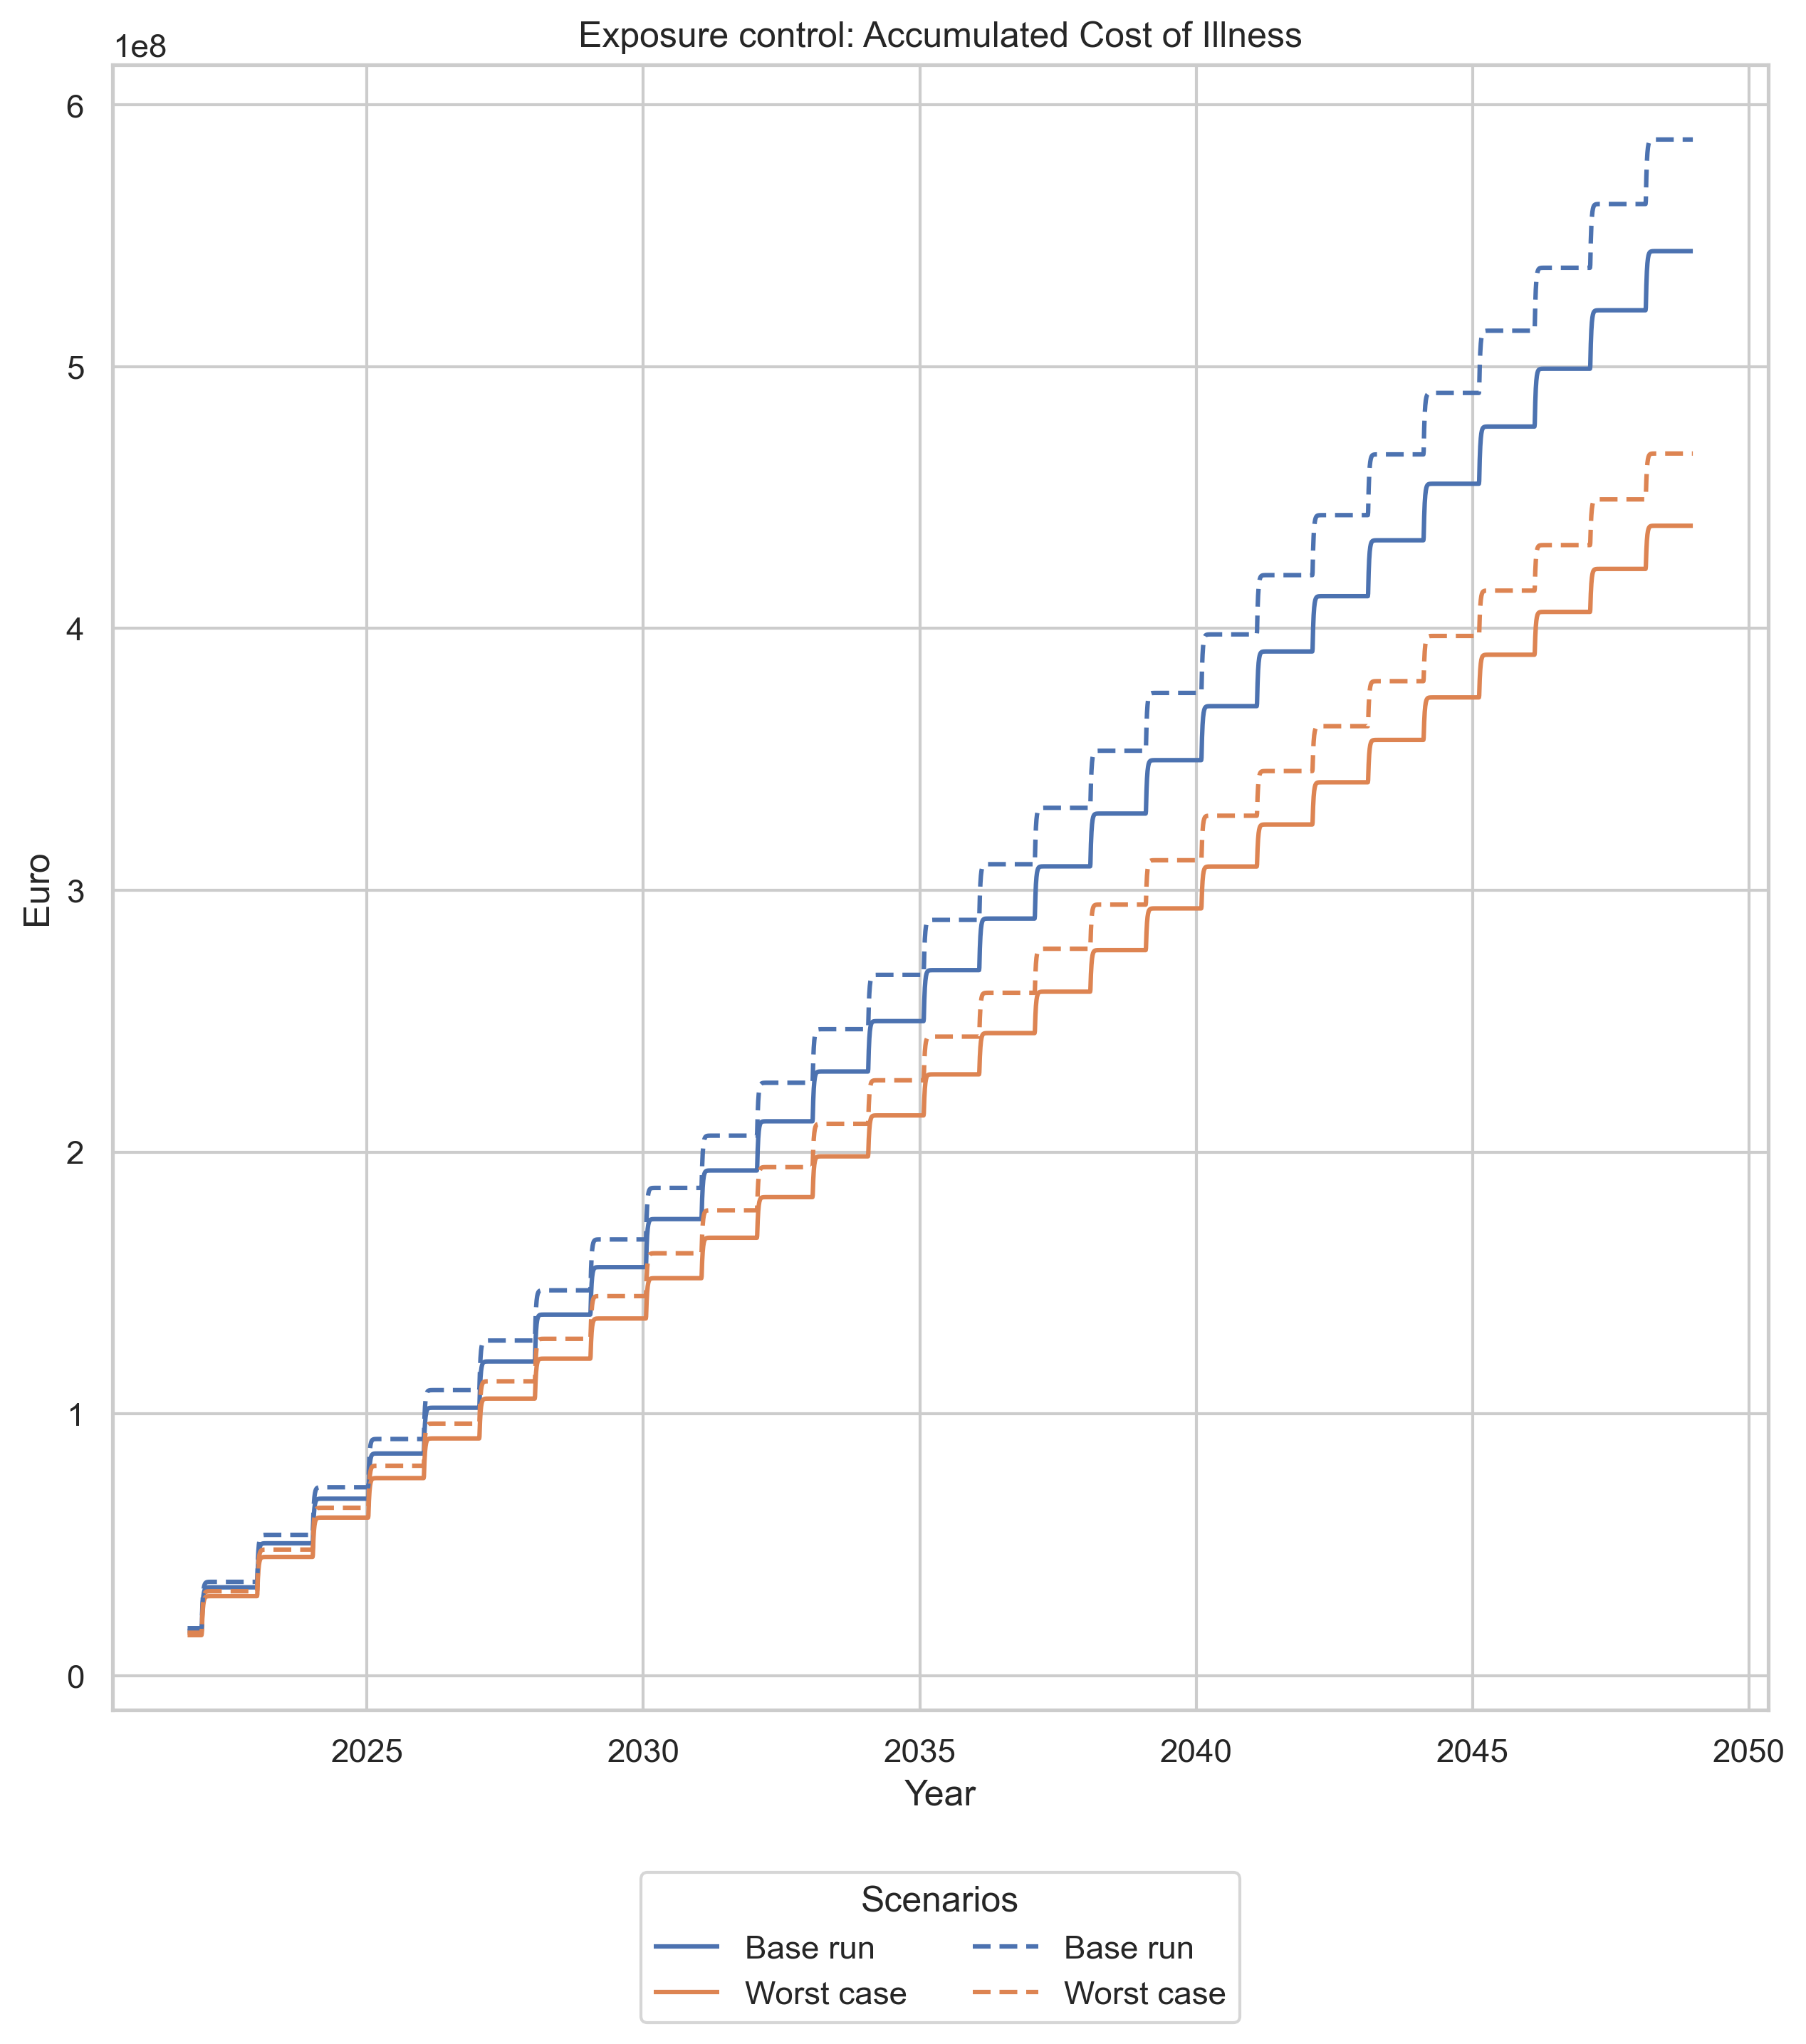 Exposure control: Accumulated Cost of Illness
1e8
6
5
4
3
2
1
0
Euro
2025 2030 2035 2040 2045 2050
Year
Scenarios
Base run Base run
Worst case Worst case